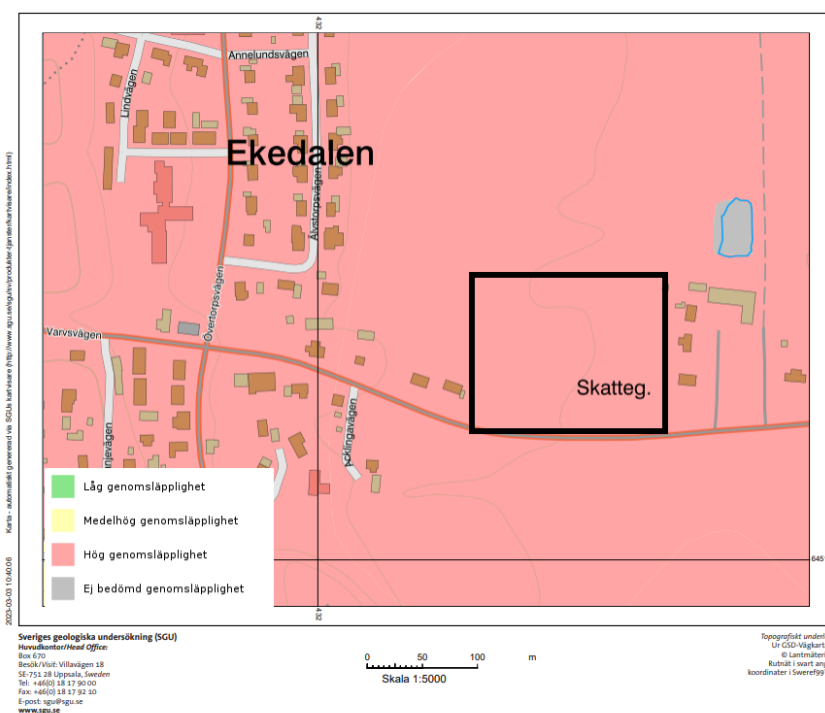 432
Annelundsvägen
Lindvägen
Ekedalen
Älvstorpsvägen
Övertorpsvägen
Varvsvägen
Skatteg.
Acklingavägen
njevägen
Låg genomsläpplighet
Medelhög genomsläpplighet
Hög genomsläpplighet
Ej bedömd genomsläpplighet
645
432
2023-03-03 10:40:06
Sveriges geologiska undersökning (SGU)
Huvudkontor/Head Office:
Box 670
Besök/Visit: Villavägen 18
SE-751 28 Uppsala, Sweden
Tel: +46(0) 18 17 90 00
Fax: +46(0) 18 17 92 10
E-post: sgu@sgu.se
www.sgu.se
0 50 100 m
Skala 1:5000
Topografiskt underl
Ur GSD-Vägkart
© Lantmäteri
Rutnät i svart ang
koordinater i Sweref99